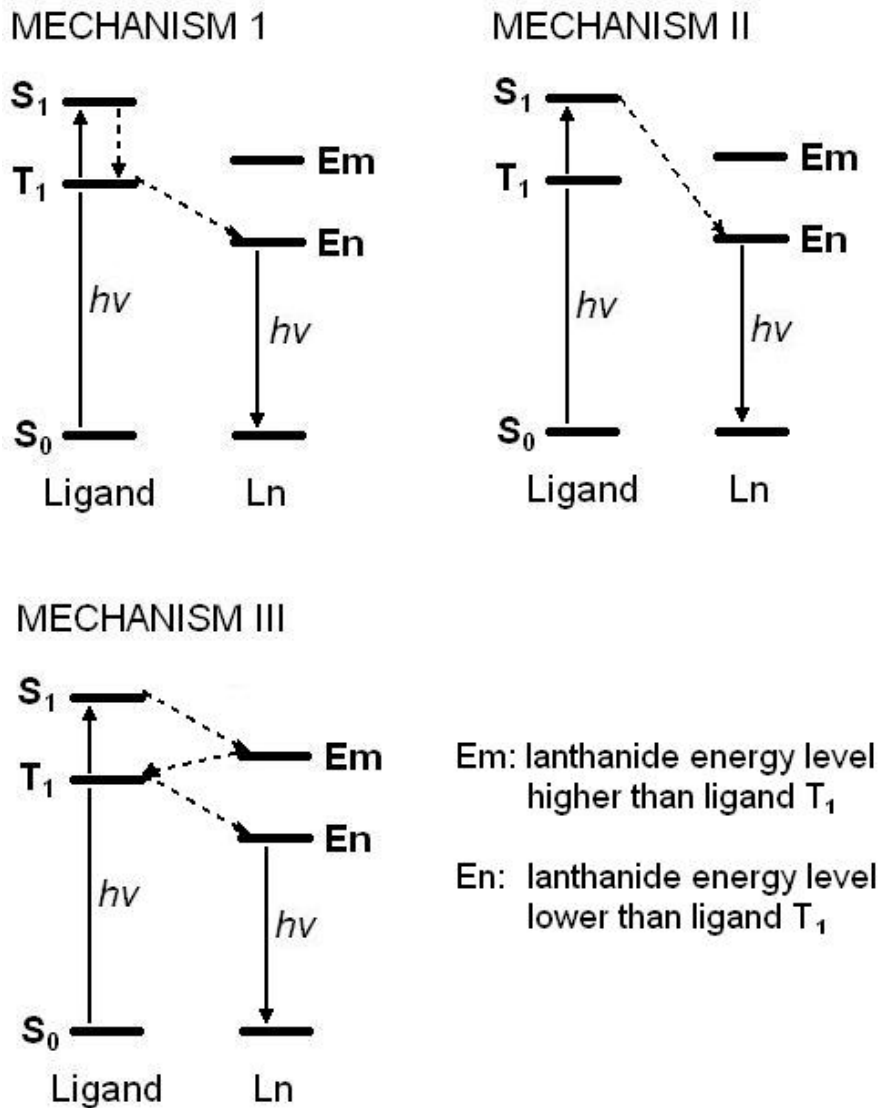 MECHANISM 1
S₁
T₁
Em
En
hv
hv
S₀
Ligand
Ln
MECHANISM II
S₁
T₁
Em
En
hv
hv
S₀
Ligand
Ln
MECHANISM III
S₁
T₁
Em
En
hv
hv
S₀
Ligand
Ln
Em: lanthanide energy level
higher than ligand T₁
En: lanthanide energy level
lower than ligand T₁